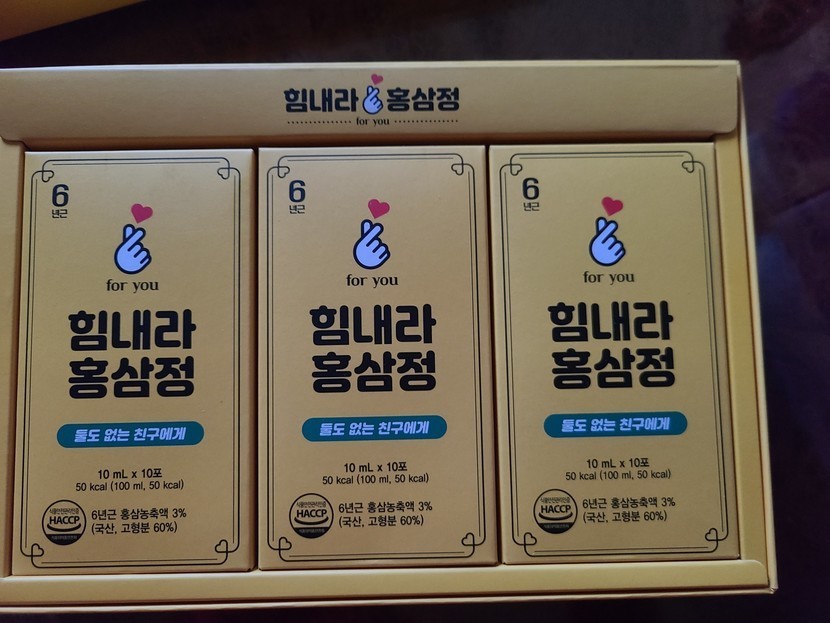 힘내라 홍삼정
for you
6
년근
for you
힘내라
홍삼정
둘도 없는 친구에게
10 mL x 10포
50 kcal (100 ml, 50 kcal)
HACCP
6년근 홍삼농축액 3%
(국산, 고형분 60%)
6
년근
for you
힘내라
홍삼정
둘도 없는 친구에게
10 mL x 10포
50 kcal (100 ml, 50 kcal)
HACCP
6년근 홍삼농축액 3%
(국산, 고형분 60%)
6
년근
for you
힘내라
홍삼정
둘도 없는 친구에게
10 mL x 10포
50 kcal (100 ml, 50 kcal)
HACCP
6년근 홍삼농축액 3%
(국산, 고형분 60%)